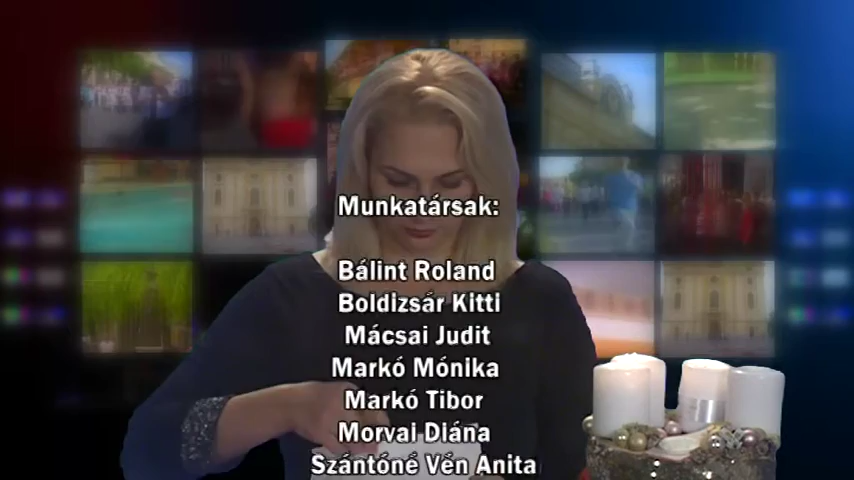 Munkatársak:
Bálint Roland
Boldizsár Kitti
Mácsai Judit
Markó Mónika
Markó Tibor
Morvai Diána
Szántóné Vén Anita